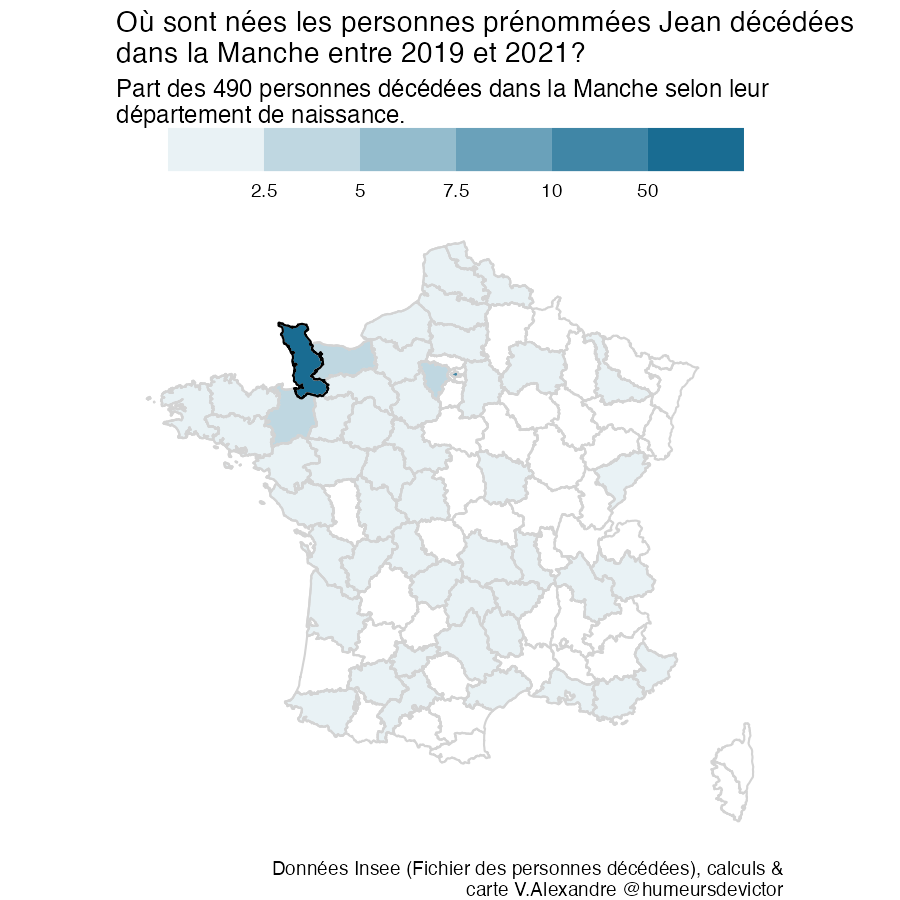 Où sont nées les personnes prénommées Jean décédées
dans la Manche entre 2019 et 2021?
Part des 490 personnes décédées dans la Manche selon leur
département de naissance.
2.5 5 7.5 10 50
Données Insee (Fichier des personnes décédées), calculs &
carte V.Alexandre @humeursdevictor